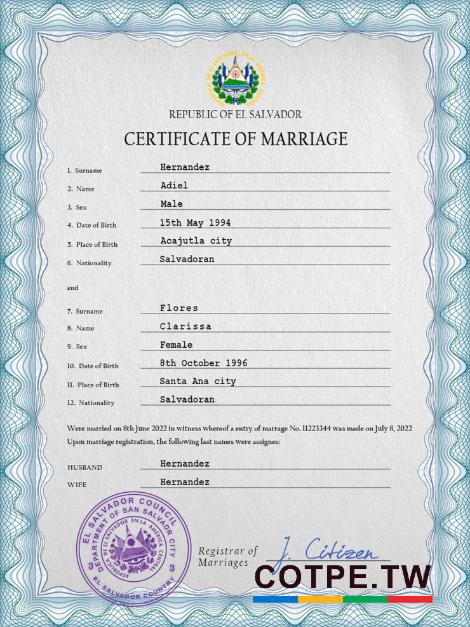 REPUBLIC OF EL SALVADOR
CERTIFICATE OF MARRIAGE
1. Surname Hernandez
2. Name Adiel
3. Sex Male
4. Date of Birth 15th May 1994
5. Place of Birth Acajutla city
6. Nationality Salvadoran
and
7. Surname Flores
8. Name Clarissa
9. Sex Female
10. Date of Birth 8th October 1996
11. Place of Birth Santa Ana city
12. Nationality Salvadoran
Were married on 8th June 2022 in witness whereof a entry of marrage No. 11223344 was made on July 8, 2022
Upon marriage registration, the following last names were assignes:
HUSBAND Hernandez
WIFE Hernandez
EL SALVADOR COUNCIL
DEPARTMENT OF SAN SALVADR CITY
EL SALVADOR COUNTRY
3 3
Registrar of
Marriages
J. Citizen
COTPE.TW